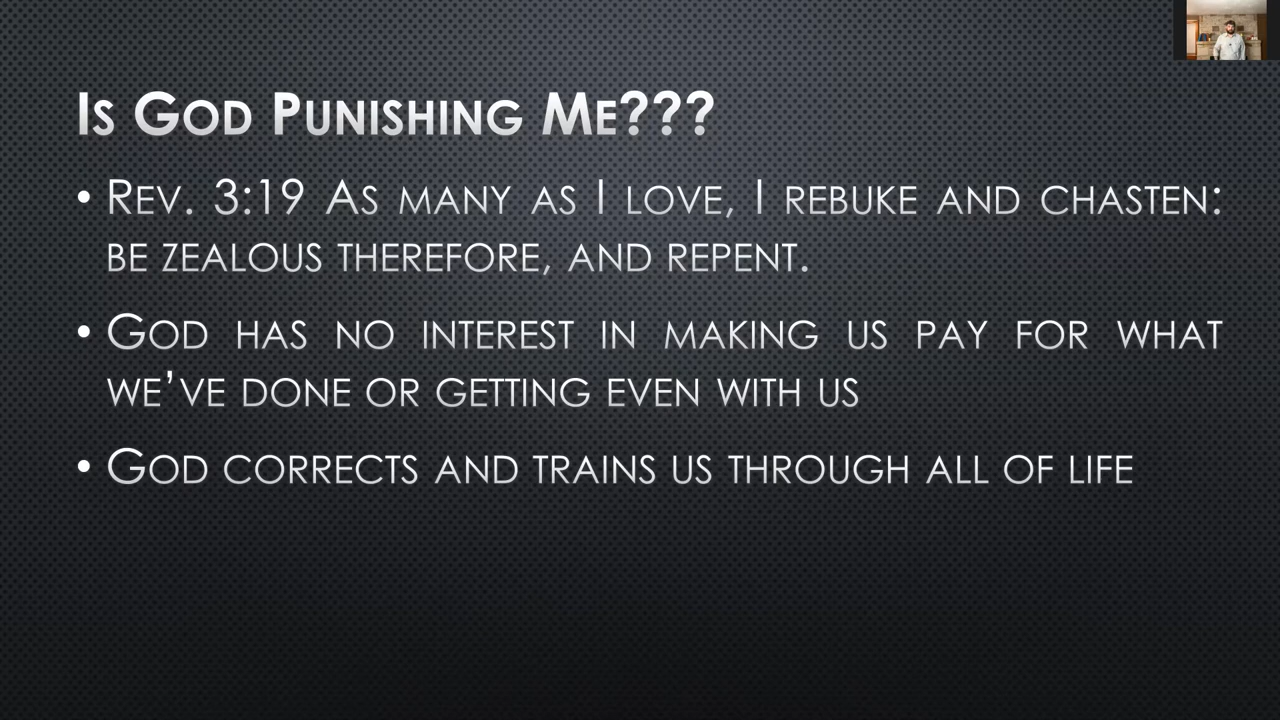 Is God Punishing Me???
• Rev. 3:19 As many as I love, I rebuke and chasten:
be zealous therefore, and repent.
• God has no interest in making us pay for what
we’ve done or getting even with us
• God corrects and trains us through all of life